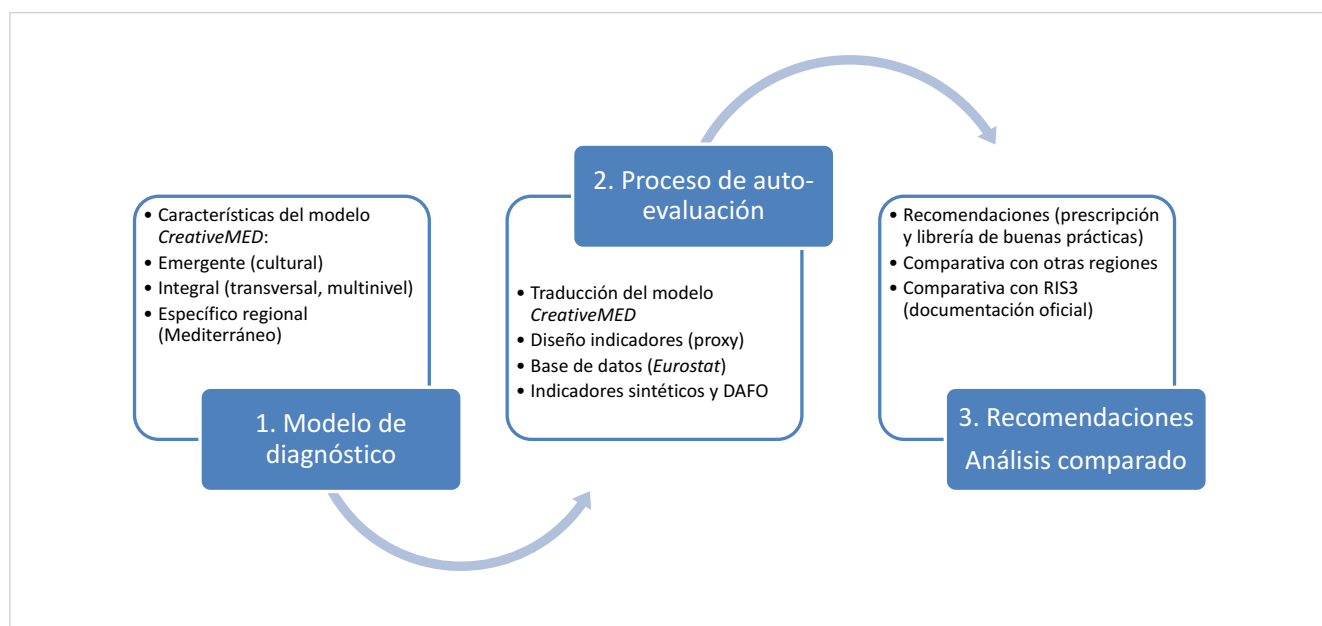 • Características del modelo
CreativeMED:
• Emergente (cultural)
• Integral (transversal, multinivel)
• Específico regional
(Mediterráneo)
1. Modelo de
diagnóstico
2. Proceso de auto-
evaluación
• Traducción del modelo
CreativeMED
• Diseño indicadores (proxy)
• Base de datos (Eurostat)
• Indicadores sintéticos y DAFO
• Recomendaciones (prescripción
y librería de buenas prácticas)
• Comparativa con otras regiones
• Comparativa con RIS3
(documentación oficial)
3. Recomendaciones
Análisis comparado